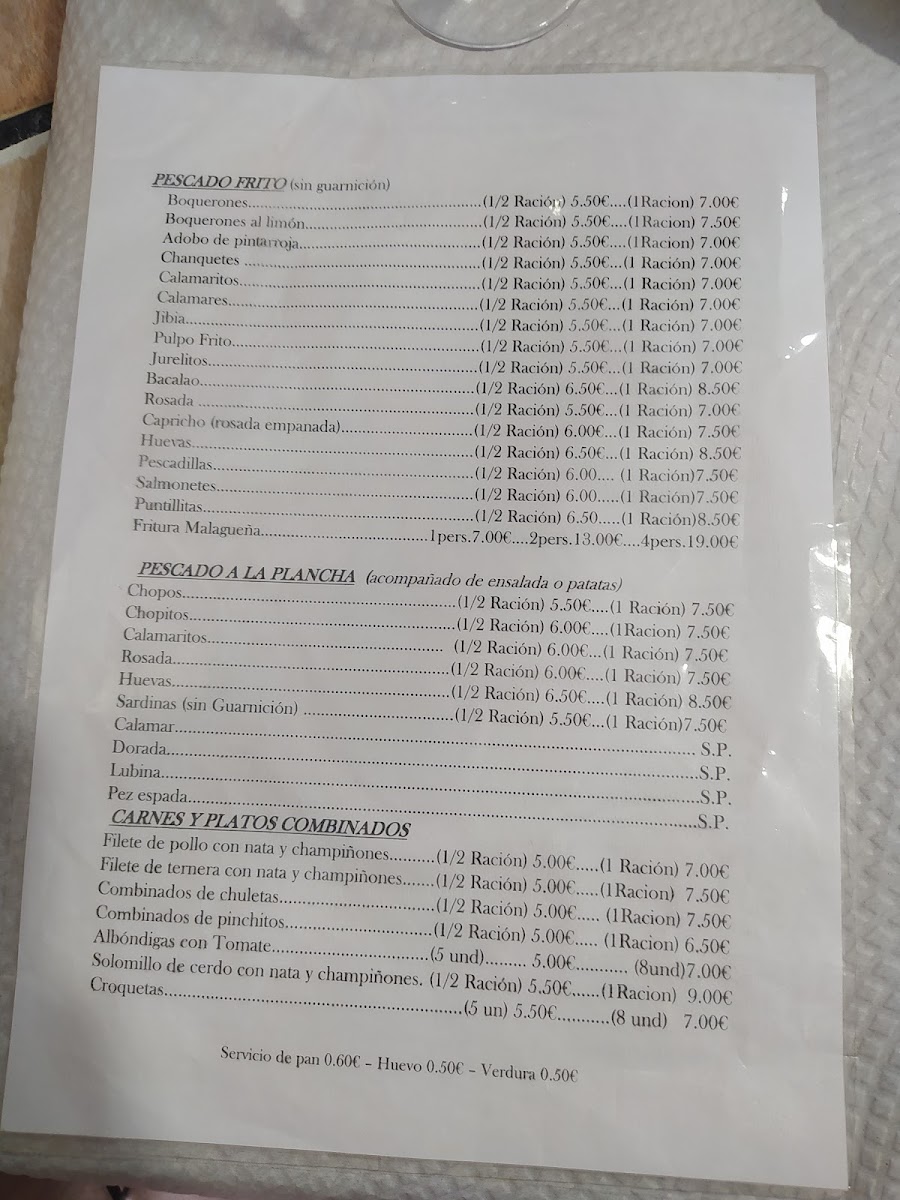 PESCADO FRITO (sin guarnición)
Boquerones.....................................(1/2 Ración) 5.50€....(1Racion) 7.00€
Boquerones al limón............................(1/2 Ración) 5.50€....(1Racion) 7.50€
Adobo de pintarroja............................(1/2 Ración) 5.50€....(1Racion) 7.00€
Chanquetes .....................................(1/2 Ración) 5.50€...(1 Ración) 7.00€
Calamaritos.....................................(1/2 Ración) 5.50€...(1 Ración) 7.00€
Calamares.......................................(1/2 Ración) 5.50€...(1 Ración) 7.00€
Jibia...........................................(1/2 Ración) 5.50€...(1 Ración) 7.00€
Pulpo Frito.....................................(1/2 Ración) 5.50€...(1 Ración) 7.00€
Jurelitos.......................................(1/2 Ración) 5.50€...(1 Ración) 7.00€
Bacalao.........................................(1/2 Ración) 6.50€...(1 Ración) 8.50€
Rosada .........................................(1/2 Ración) 5.50€...(1 Ración) 7.00€
Capricho (rosada empanada)......................(1/2 Ración) 6.00€...(1 Ración) 7.50€
Huevas..........................................(1/2 Ración) 6.50€...(1 Ración) 8.50€
Pescadillas.....................................(1/2 Ración) 6.00.... (1 Ración)7.50€
Salmonetes......................................(1/2 Ración) 6.00.....(1 Ración)7.50€
Puntillitas.....................................(1/2 Ración) 6.50.....(1 Ración)8.50€
Fritura Malagueña...............................1pers.7.00€....2pers.13.00€....4pers.19.00€
PESCADO A LA PLANCHA (acompañado de ensalada o patatas)
Chopos..........................................(1/2 Ración) 5.50€....(1 Ración) 7.50€
Chopitos........................................(1/2 Ración) 6.00€....(1Racion) 7.50€
Calamaritos..................................... (1/2 Ración) 6.00€...(1 Ración) 7.50€
Rosada..........................................(1/2 Ración) 6.00€....(1 Ración) 7.50€
Huevas..........................................(1/2 Ración) 6.50€....(1 Ración) 8.50€
Sardinas (sin Guarnición) ......................(1/2 Ración) 5.50€...(1 Ración)7.50€
Calamar......................................................................... S.P.
Dorada..........................................................................S.P.
Lubina..........................................................................S.P.
Pez espada......................................................................S.P.
CARNES Y PLATOS COMBINADOS
Filete de pollo con nata y champiñones.........(1/2 Ración) 5.00€.....(1 Ración) 7.00€
Filete de ternera con nata y champiñones.......(1/2 Ración) 5.00€.....(1Racion) 7.50€
Combinados de chuletas.........................(1/2 Ración) 5.00€..... (1Racion) 7.50€
Combinados de pinchitos........................(1/2 Ración) 5.00€..... (1Racion) 6.50€
Albóndigas con Tomate..........................(5 und)......... 5.00€........... (8und)7.00€
Solomillo de cerdo con nata y champiñones. (1/2 Ración) 5.50€......(1Racion) 9.00€
Croquetas......................................(5 un) 5.50€...........(8 und) 7.00€
Servicio de pan 0.60€ - Huevo 0.50€ - Verdura 0.50€